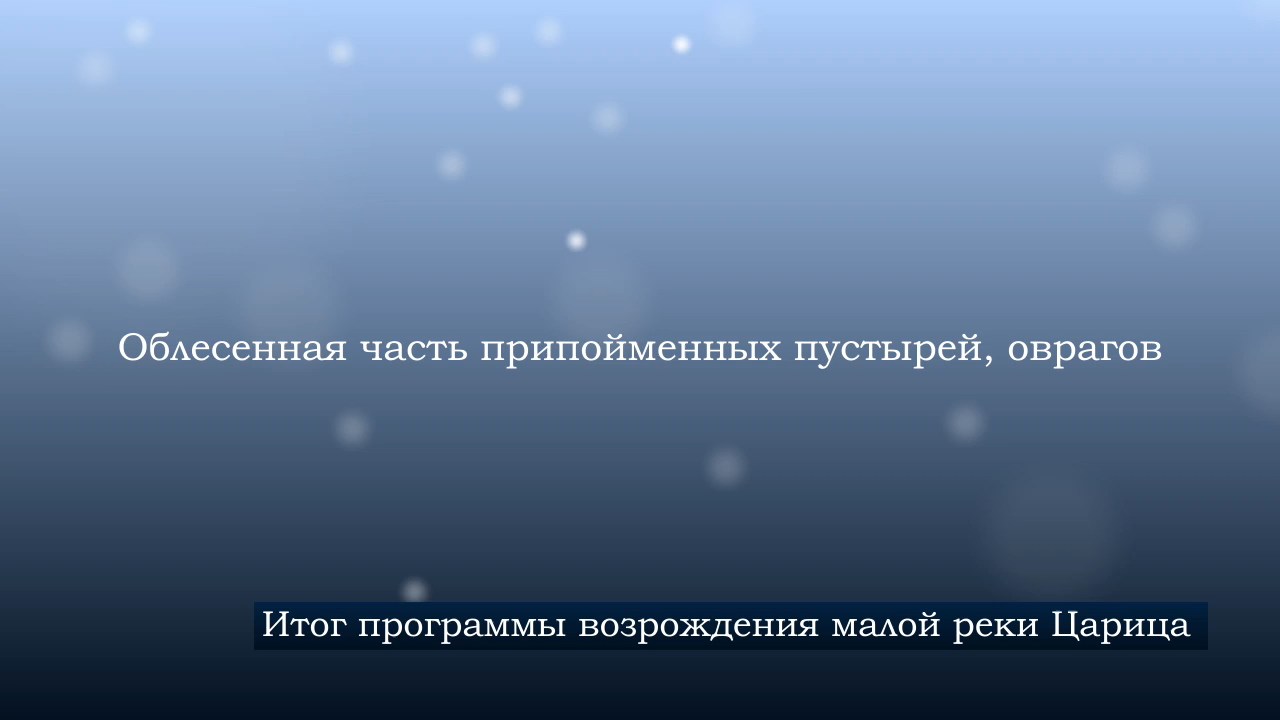 Облесенная часть припойменных пустырей, оврагов
Итог программы возрождения малой реки Царица